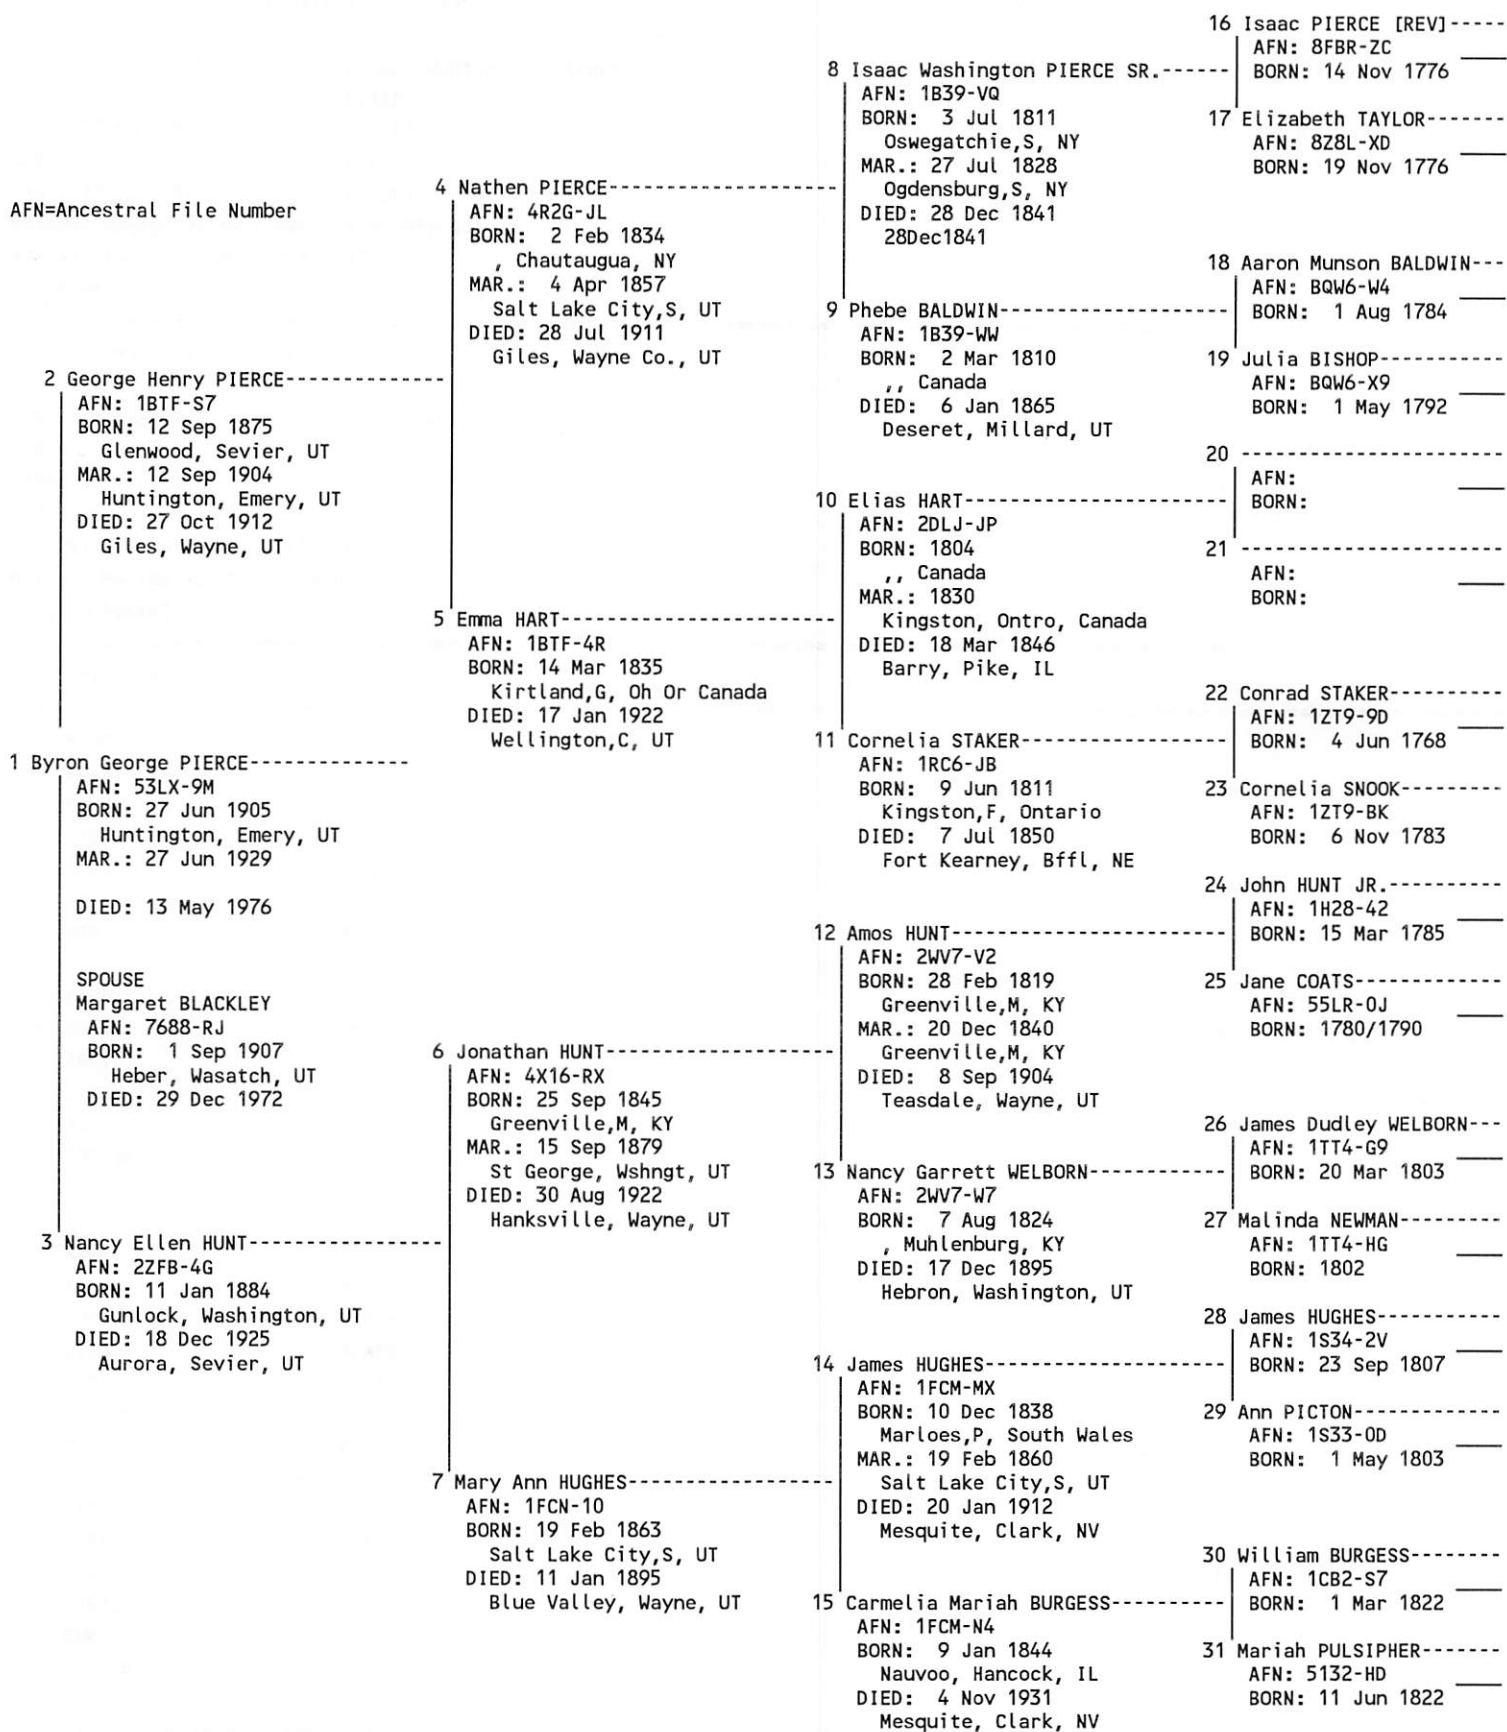 AFN=Ancestral File Number
1 Byron George PIERCE-------------
AFN: 53LX-9M
BORN: 27 Jun 1905
Huntington, Emery, UT
MAR.: 27 Jun 1929
DIED: 13 May 1976
SPOUSE
Margaret BLACKLEY
AFN: 7688-RJ
BORN: 1 Sep 1907
Heber, Wasatch, UT
DIED: 29 Dec 1972
2 George Henry PIERCE-------------
AFN: 1BTF-S7
BORN: 12 Sep 1875
Glenwood, Sevier, UT
MAR.: 12 Sep 1904
Huntington, Emery, UT
DIED: 27 Oct 1912
Giles, Wayne, UT
3 Nancy Ellen HUNT----------------
AFN: 2ZFB-4G
BORN: 11 Jan 1884
Gunlock, Washington, UT
DIED: 18 Dec 1925
Aurora, Sevier, UT
4 Nathen PIERCE-------------------
AFN: 4R2G-JL
BORN: 2 Feb 1834
, Chautaugua, NY
MAR.: 4 Apr 1857
Salt Lake City,S, UT
DIED: 28 Jul 1911
Giles, Wayne Co., UT
5 Emma HART-----------------------
AFN: 1BTF-4R
BORN: 14 Mar 1835
Kirtland,G, Oh Or Canada
DIED: 17 Jan 1922
Wellington,C, UT
6 Jonathan HUNT-------------------
AFN: 4X16-RX
BORN: 25 Sep 1845
Greenville,M, KY
MAR.: 15 Sep 1879
St George, Wshngt, UT
DIED: 30 Aug 1922
Hanksville, Wayne, UT
7 Mary Ann HUGHES-----------------
AFN: 1FCN-10
BORN: 19 Feb 1863
Salt Lake City,S, UT
DIED: 11 Jan 1895
Blue Valley, Wayne, UT
8 Isaac Washington PIERCE SR.------
AFN: 1B39-VQ
BORN: 3 Jul 1811
Oswegatchie,S, NY
MAR.: 27 Jul 1828
Ogdensburg,S, NY
DIED: 28 Dec 1841
28Dec1841
9 Phebe BALDWIN-------------------
AFN: 1B39-WW
BORN: 2 Mar 1810
,, Canada
DIED: 6 Jan 1865
Deseret, Millard, UT
10 Elias HART----------------------
AFN: 2DLJ-JP
BORN: 1804
,, Canada
MAR.: 1830
Kingston, Ontro, Canada
DIED: 18 Mar 1846
Barry, Pike, IL
11 Cornelia STAKER-----------------
AFN: 1RC6-JB
BORN: 9 Jun 1811
Kingston,F, Ontario
DIED: 7 Jul 1850
Fort Kearney, Bffl, NE
12 Amos HUNT-----------------------
AFN: 2WV7-V2
BORN: 28 Feb 1819
Greenville,M, KY
MAR.: 20 Dec 1840
Greenville,M, KY
DIED: 8 Sep 1904
Teasdale, Wayne, UT
13 Nancy Garrett WELBORN-----------
AFN: 2WV7-W7
BORN: 7 Aug 1824
, Muhlenburg, KY
DIED: 17 Dec 1895
Hebron, Washington, UT
14 James HUGHES--------------------
AFN: 1FCM-MX
BORN: 10 Dec 1838
Marloes,P, South Wales
MAR.: 19 Feb 1860
Salt Lake City,S, UT
DIED: 20 Jan 1912
Mesquite, Clark, NV
15 Carmelia Mariah BURGESS----------
AFN: 1FCM-N4
BORN: 9 Jan 1844
Nauvoo, Hancock, IL
DIED: 4 Nov 1931
Mesquite, Clark, NV
16 Isaac PIERCE [REV]-----
AFN: 8FBR-ZC
BORN: 14 Nov 1776
17 Elizabeth TAYLOR-------
AFN: 8Z8L-XD
BORN: 19 Nov 1776
18 Aaron Munson BALDWIN---
AFN: BQW6-W4
BORN: 1 Aug 1784
19 Julia BISHOP-----------
AFN: BQW6-X9
BORN: 1 May 1792
20 ----------------------
AFN:
BORN:
21 ----------------------
AFN:
BORN:
22 Conrad STAKER----------
AFN: 1ZT9-9D
BORN: 4 Jun 1768
23 Cornelia SNOOK---------
AFN: 1ZT9-BK
BORN: 6 Nov 1783
24 John HUNT JR.----------
AFN: 1H28-42
BORN: 15 Mar 1785
25 Jane COATS-------------
AFN: 55LR-0J
BORN: 1780/1790
26 James Dudley WELBORN---
AFN: 1TT4-G9
BORN: 20 Mar 1803
27 Malinda NEWMAN---------
AFN: 1TT4-HG
BORN: 1802
28 James HUGHES-----------
AFN: 1S34-2V
BORN: 23 Sep 1807
29 Ann PICTON-------------
AFN: 1S33-0D
BORN: 1 May 1803
30 William BURGESS--------
AFN: 1CB2-S7
BORN: 1 Mar 1822
31 Mariah PULSIPHER-------
AFN: 5132-HD
BORN: 11 Jun 1822